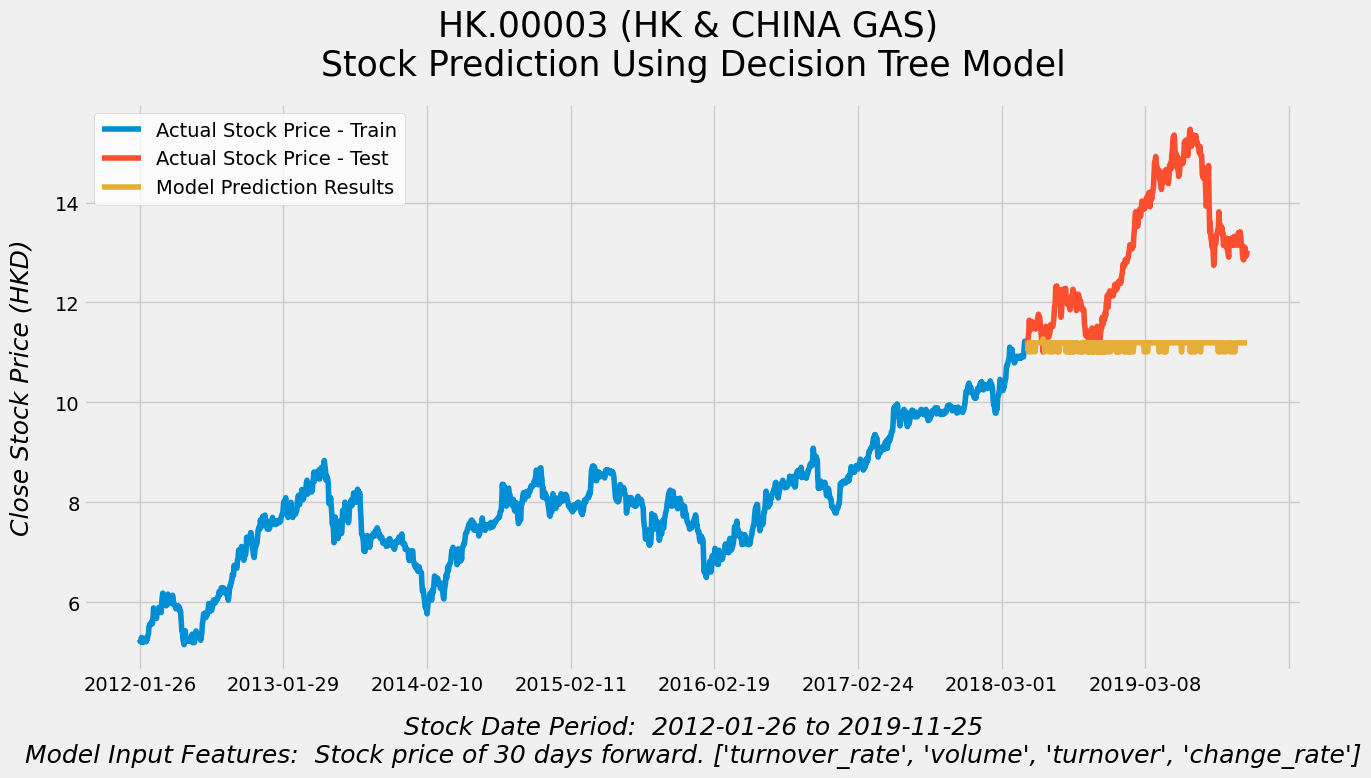 HK.00003 (HK & CHINA GAS)
Stock Prediction Using Decision Tree Model
Actual Stock Price - Train
Actual Stock Price - Test
Model Prediction Results
Close Stock Price (HKD)
14
12
10
8
6
2012-01-26
2013-01-29
2014-02-10
2015-02-11
2016-02-19
2017-02-24
2018-03-01
2019-03-08
Stock Date Period:  2012-01-26 to 2019-11-25
Model Input Features:  Stock price of 30 days forward. ['turnover_rate', 'volume', 'turnover', 'change_rate']